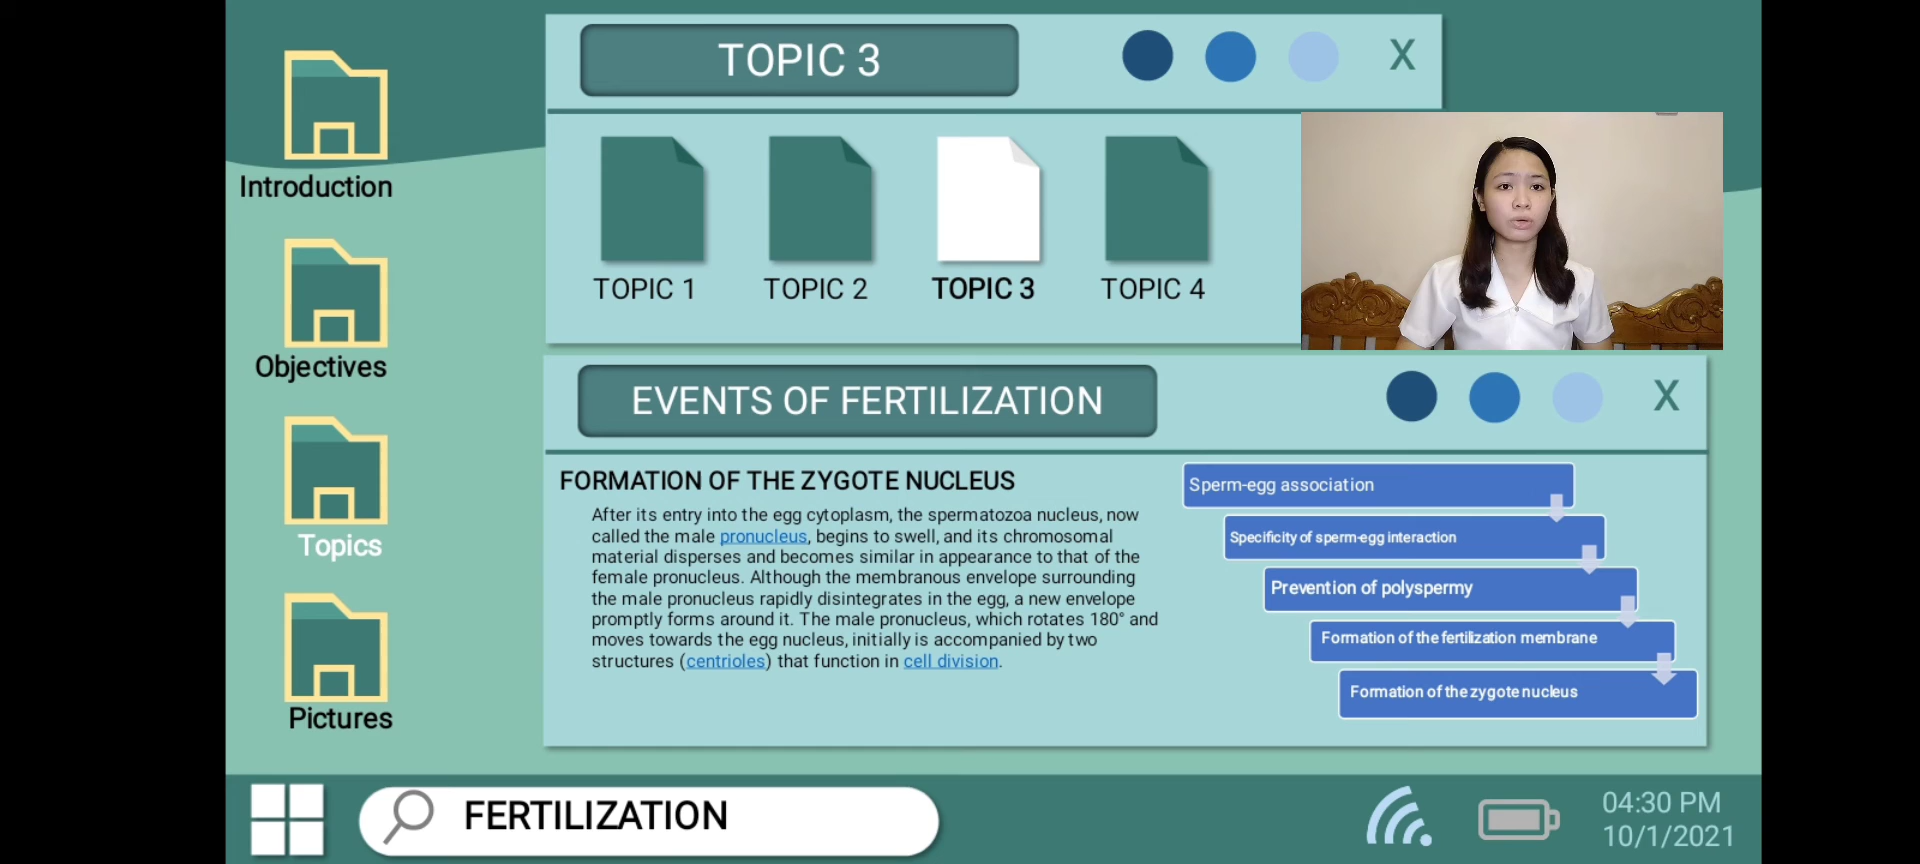 TOPIC 3
X
TOPIC 1
TOPIC 2
TOPIC 3
TOPIC 4
Introduction
Objectives
Topics
Pictures
EVENTS OF FERTILIZATION
X
FORMATION OF THE ZYGOTE NUCLEUS
After its entry into the egg cytoplasm, the spermatozoa nucleus, now
called the male pronucleus, begins to swell, and its chromosomal
material disperses and becomes similar in appearance to that of the
female pronucleus. Although the membranous envelope surrounding
the male pronucleus rapidly disintegrates in the egg, a new envelope
promptly forms around it. The male pronucleus, which rotates 180° and
moves towards the egg nucleus, initially is accompanied by two
structures (centrioles) that function in cell division.
Sperm-egg association
Specificity of sperm-egg interaction
Prevention of polyspermy
Formation of the fertilization membrane
Formation of the zygote nucleus
FERTILIZATION
04:30 PM
10/1/2021